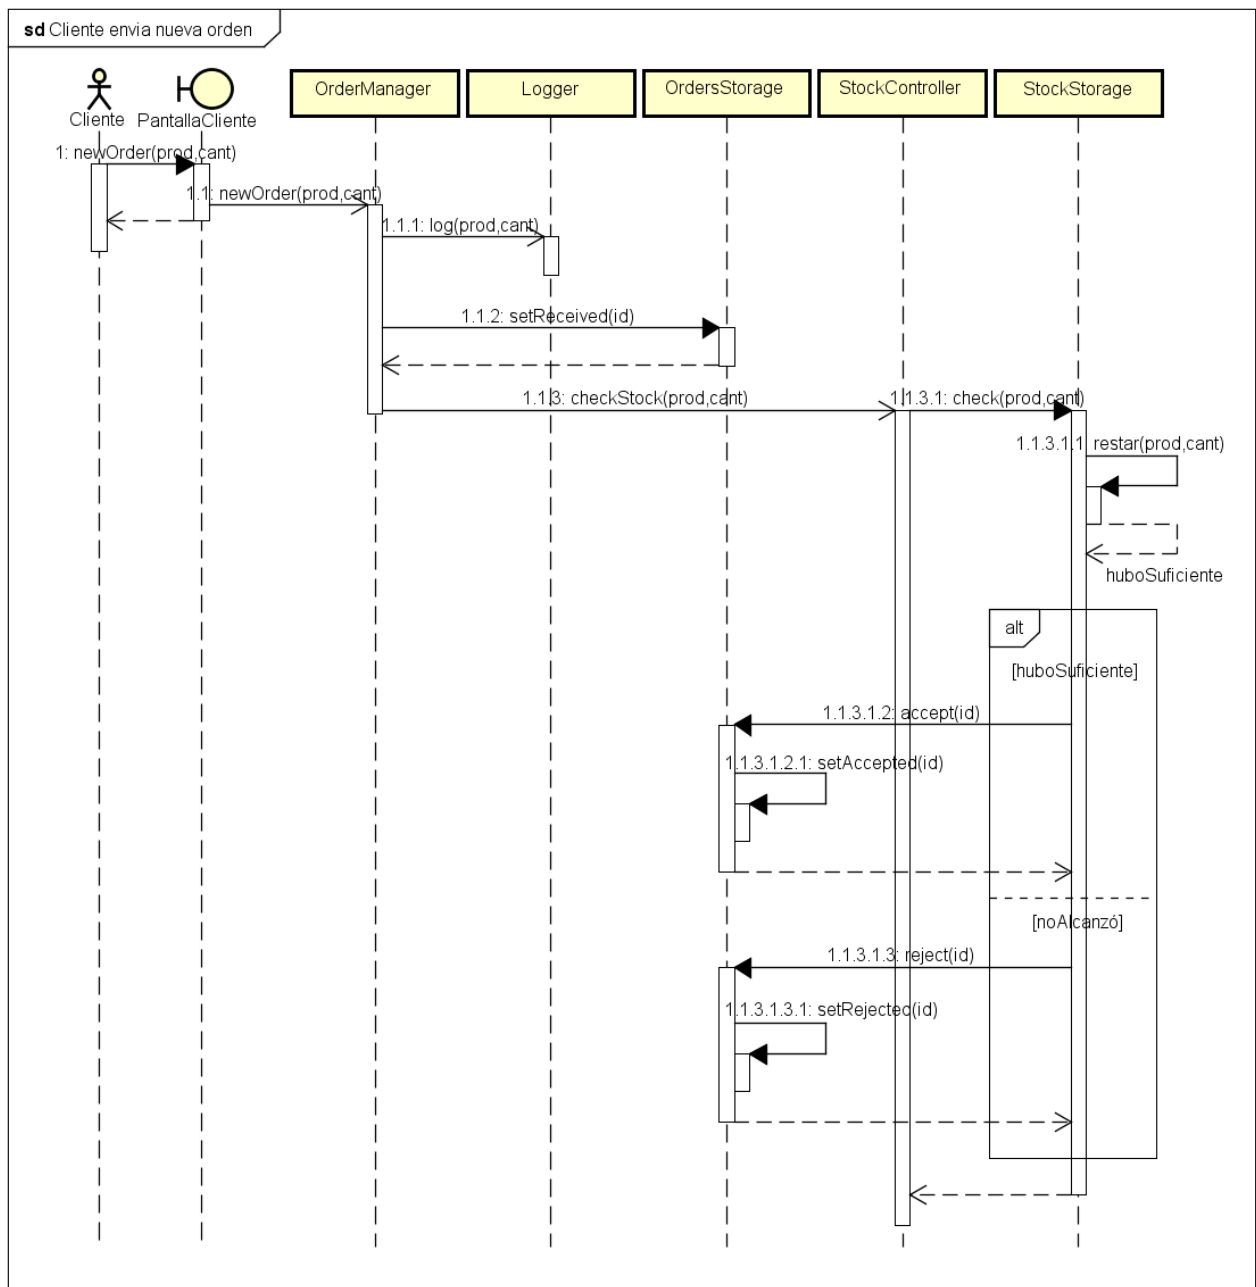 sd Cliente envia nueva orden
OrderManager
Logger
OrdersStorage
StockController
StockStorage
Cliente
PantallaCliente
1: newOrder(prod,cant)
1.1: newOrder(prod,cant)
1.1.1: log(prod,cant)
1.1.2: setReceived(id)
1.1.3: checkStock(prod,cant)
1.1.3.1: check(prod,cant)
1.1.3.1.1: restar(prod,cant)
huboSuficiente
alt
[huboSuficiente]
1.1.3.1.2: accept(id)
1.1.3.1.2.1: setAccepted(id)
[noAlcanzó]
1.1.3.1.3: reject(id)
1.1.3.1.3.1: setRejected(id)